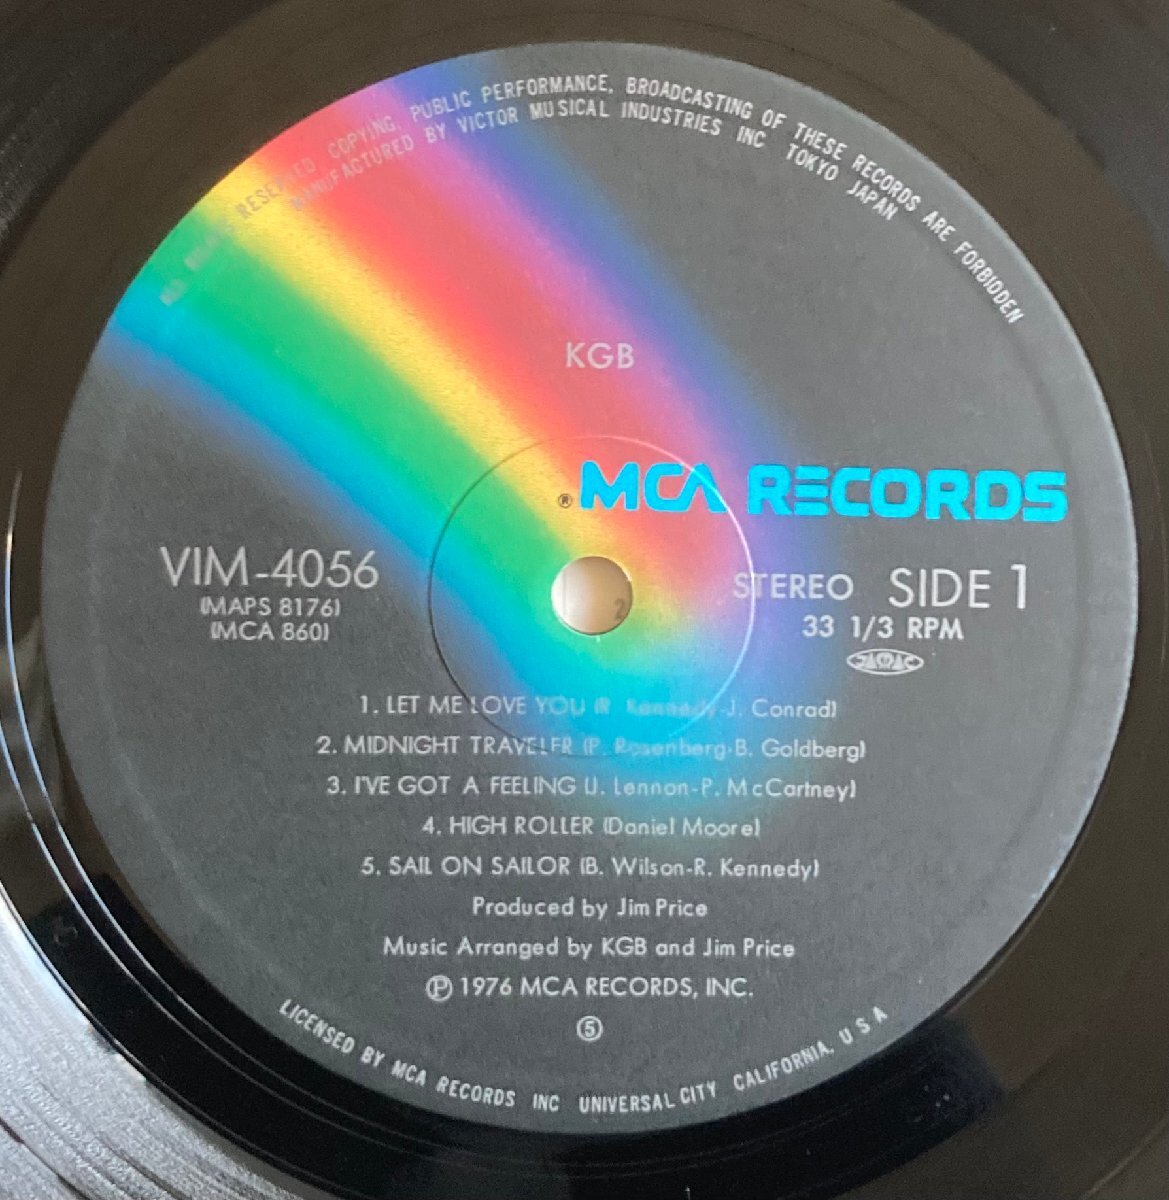 RESERVED COPYING, PUBLIC PERFORMANCE, BROADCASTING OF THESE RECORDS ARE FORBIDDEN
MANUFACTURED BY VICTOR MUSICAL INDUSTRIES INC TOKYO JAPAN
KGB
® MCA RECORDS
VIM-4056
(MAPS 8176)
(MCA 860)
STEREO SIDE 1
33 1/3 RPM
JAMAC
2
1. LET ME LOVE YOU (R. Kennedy-J. Conrad)
2. MIDNIGHT TRAVELER (P. Rosenberg-B. Goldberg)
3. I'VE GOT A FEELING (J. Lennon-P. McCartney)
4. HIGH ROLLER (Daniel Moore)
5. SAIL ON SAILOR (B. Wilson-R. Kennedy)
Produced by Jim Price
Music Arranged by KGB and Jim Price
Ⓟ 1976 MCA RECORDS, INC.
⑤
LICENSED BY MCA RECORDS INC UNIVERSAL CITY CALIFORNIA, U S A